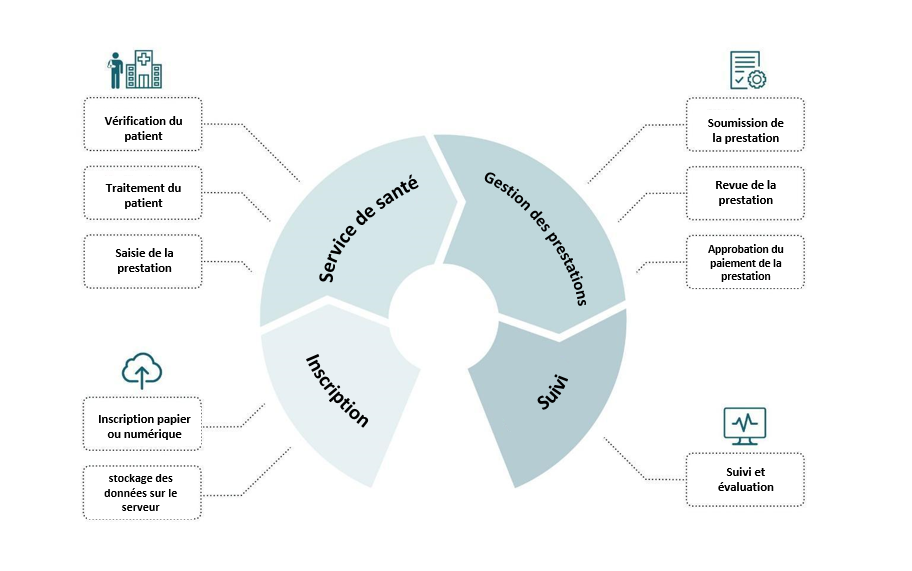 Vérification du
patient
Traitement du
patient
Saisie de la
prestation
Inscription papier
ou numérique
stockage des
données sur le
serveur
Service de santé
Gestion des prestations
Inscription
Suivi
Soumission de
la prestation
Revue de la
prestation
Approbation du
paiement de la
prestation
Suivi et
évaluation